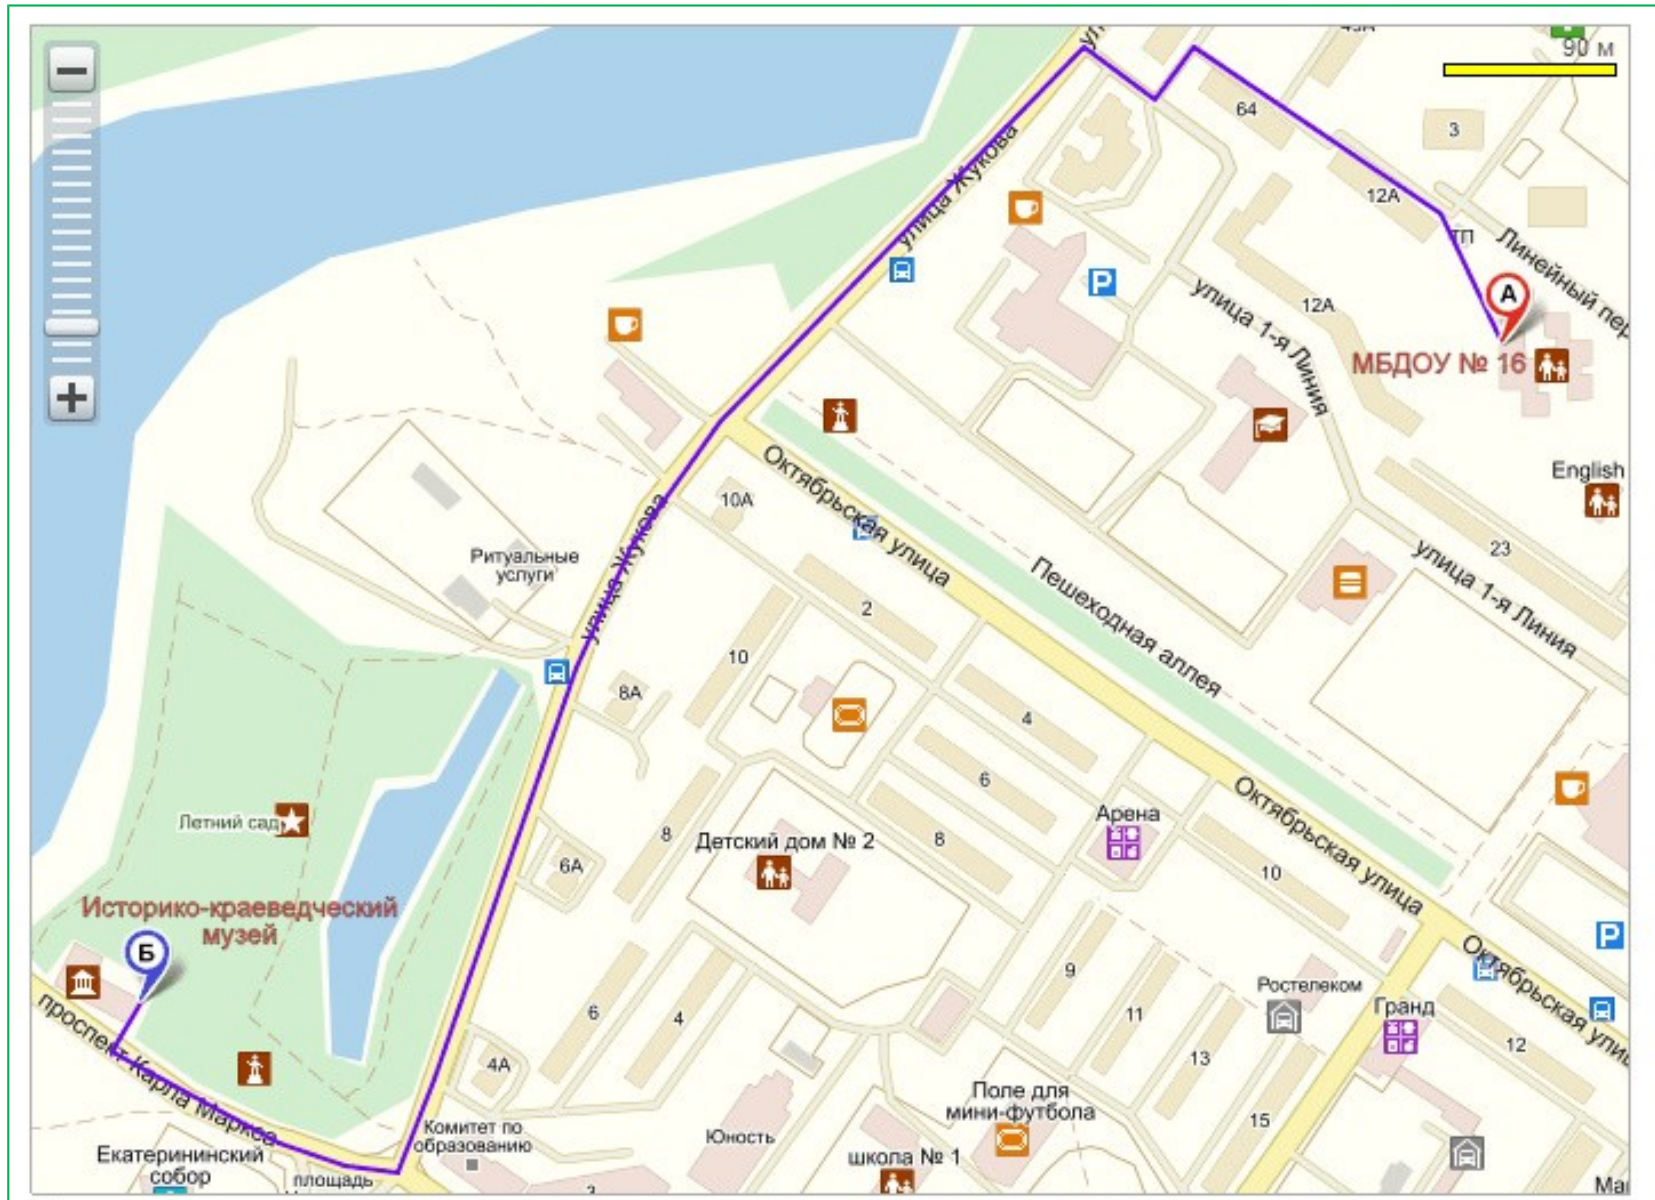 90 м
64
3
12А
улица Жукова
ТП
Линейный пер
А
12А
улица 1-я Линия
МБДОУ № 16
P
English
10А
Октябрьская улица
улица Жукова
23
Ритуальные
услуги
улица 1-я Линия
Пешеходная аллея
2
10
8А
4
6
Октябрьская улица
Арена
Летний сад
8
Детский дом № 2
8
6А
10
Историко-краеведческий
музей
Б
P
Октябрьская ули
9
Ростелеком
проспект Карла Маркса
6
4
11
Гранд
12
13
4А
Поле для
мини-футбола
15
Комитет по
образованию
Юность
Екатерининский
собор
школа № 1
площадь
3
Ма